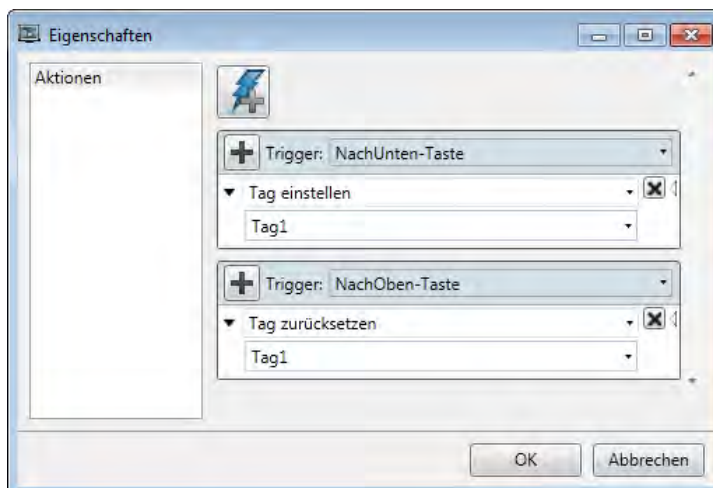 Eigenschaften
Aktionen
Trigger: NachUnten-Taste
Tag einstellen
Tag1
Trigger: NachOben-Taste
Tag zurücksetzen
Tag1
OK Abbrechen